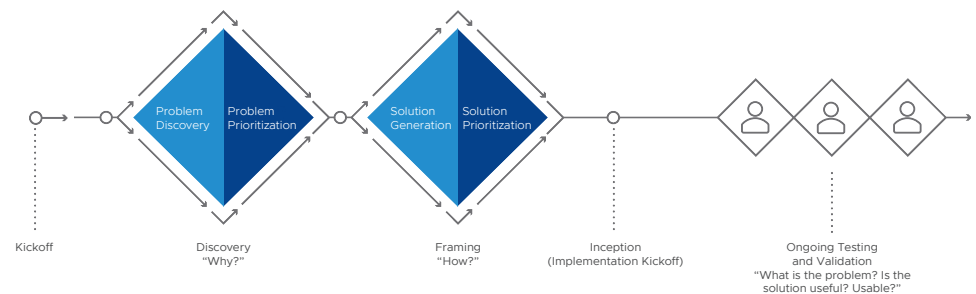 Problem
Discovery
Problem
Prioritization
Solution
Generation
Solution
Prioritization
Kickoff
Discovery
“Why?”
Framing
“How?”
Inception
(Implementation Kickoff)
Ongoing Testing
and Validation
“What is the problem? Is the
solution useful? Usable?”